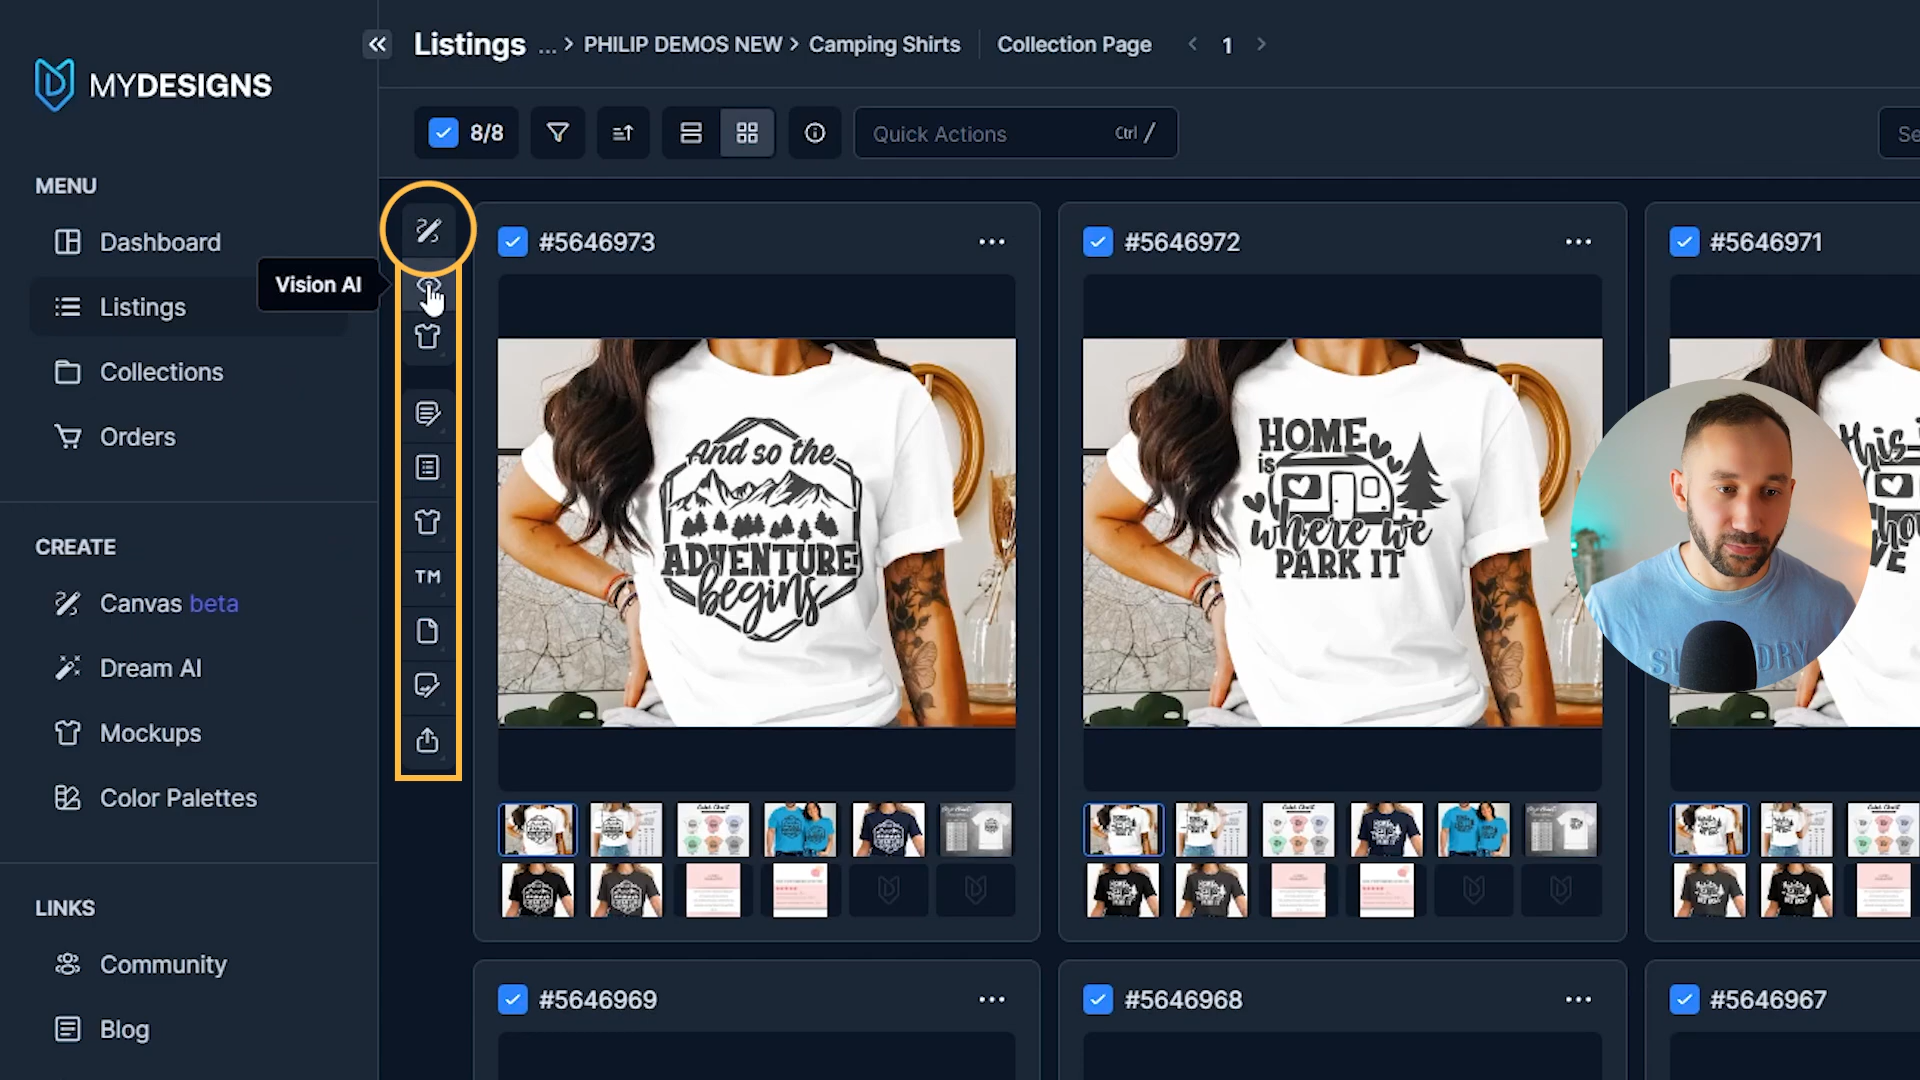 Listings ... > PHILIP DEMOS NEW > Camping Shirts Collection Page < 1 >
MYDESIGNS
8/8
Quick Actions
Ctrl /
Se
MENU
Dashboard
Listings
Collections
Orders
Vision AI
CREATE
Canvas beta
Dream AI
Mockups
Color Palettes
LINKS
Community
Blog
TM
#5646973
And so the
ADVENTURE
begins
#5646972
HOME
is
where we
PARK IT
#5646971
this i
#5646969
#5646968
#5646967